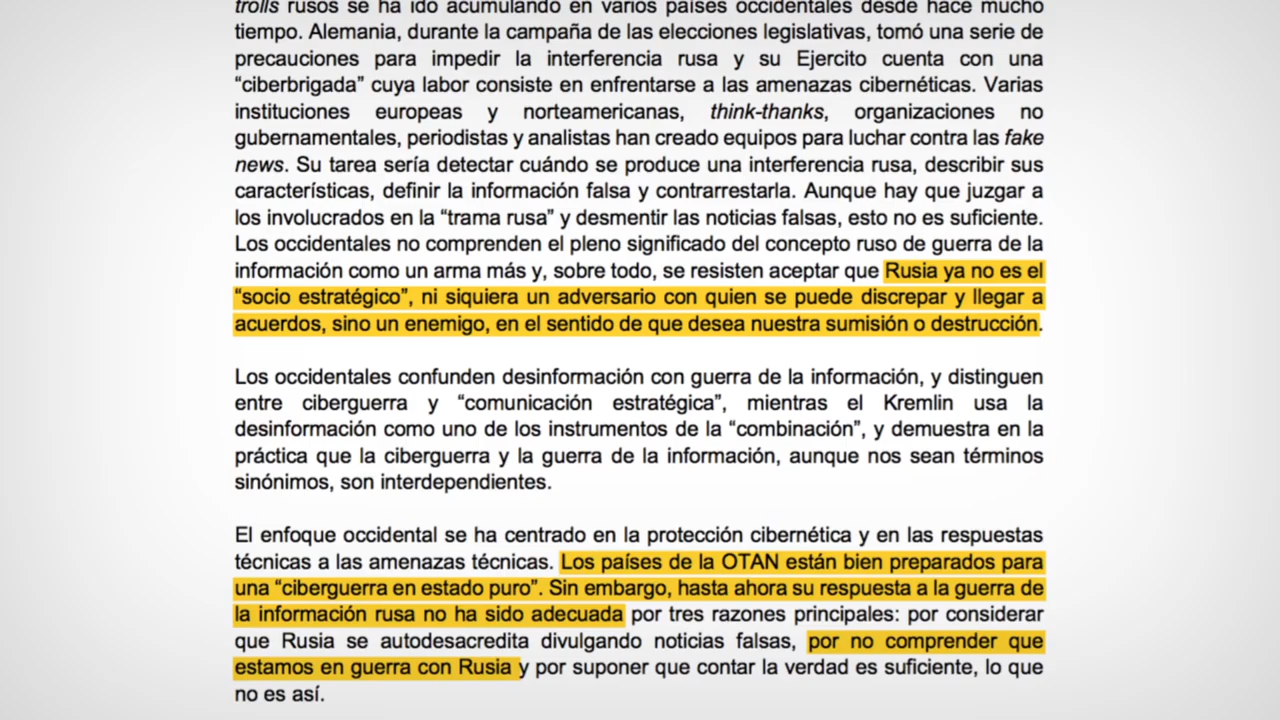 trolls rusos se ha ido acumulando en varios países occidentales desde hace mucho
tiempo. Alemania, durante la campaña de las elecciones legislativas, tomó una serie de
precauciones para impedir la interferencia rusa y su Ejercito cuenta con una
“ciberbrigada” cuya labor consiste en enfrentarse a las amenazas cibernéticas. Varias
instituciones europeas y norteamericanas, think-thanks, organizaciones no
gubernamentales, periodistas y analistas han creado equipos para luchar contra las fake
news. Su tarea sería detectar cuándo se produce una interferencia rusa, describir sus
características, definir la información falsa y contrarrestarla. Aunque hay que juzgar a
los involucrados en la “trama rusa” y desmentir las noticias falsas, esto no es suficiente.
Los occidentales no comprenden el pleno significado del concepto ruso de guerra de la
información como un arma más y, sobre todo, se resisten aceptar que Rusia ya no es el
“socio estratégico”, ni siquiera un adversario con quien se puede discrepar y llegar a
acuerdos, sino un enemigo, en el sentido de que desea nuestra sumisión o destrucción.
Los occidentales confunden desinformación con guerra de la información, y distinguen
entre ciberguerra y “comunicación estratégica”, mientras el Kremlin usa la
desinformación como uno de los instrumentos de la “combinación”, y demuestra en la
práctica que la ciberguerra y la guerra de la información, aunque nos sean términos
sinónimos, son interdependientes.
El enfoque occidental se ha centrado en la protección cibernética y en las respuestas
técnicas a las amenazas técnicas. Los países de la OTAN están bien preparados para
una “ciberguerra en estado puro”. Sin embargo, hasta ahora su respuesta a la guerra de
la información rusa no ha sido adecuada por tres razones principales: por considerar
que Rusia se autodesacredita divulgando noticias falsas, por no comprender que
estamos en guerra con Rusia y por suponer que contar la verdad es suficiente, lo que
no es así.